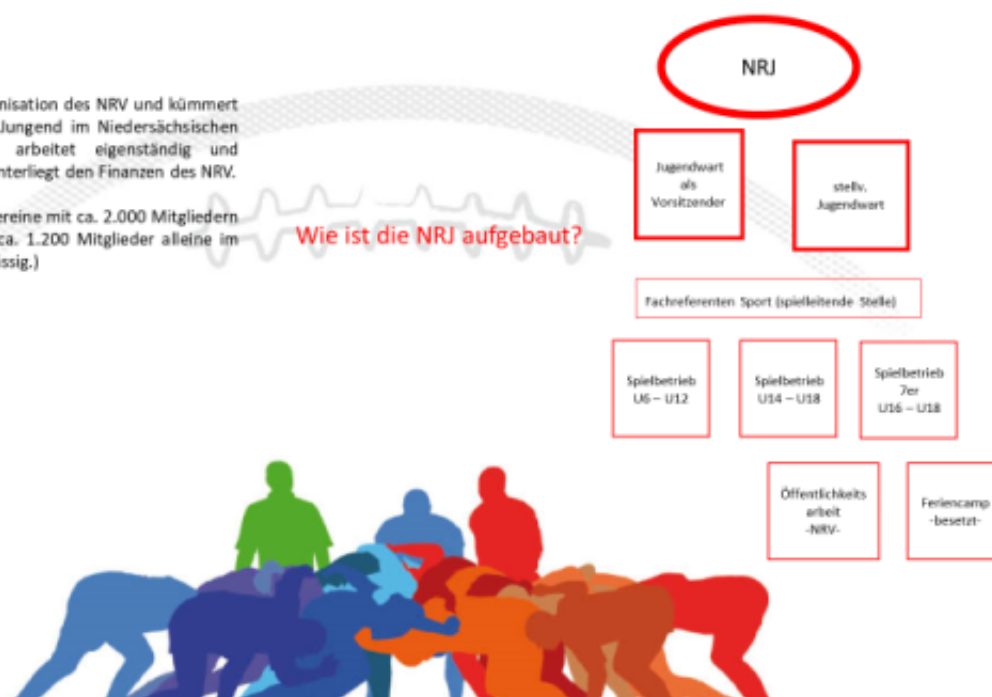 nisation des NRV und kümmert
Jungend im Niedersächsischen
arbeitet eigenständig und
nterliegt den Finanzen des NRV.
ereine mit ca. 2.000 Mitgliedern
ca. 1.200 Mitglieder alleine im
issig.)
Wie ist die NRJ aufgebaut?
NRJ
Jugendwart
als
Vorsitzender
stellv.
Jugendwart
Fachreferenten Sport (spielleitende Stelle)
Spielbetrieb
U6 – U12
Spielbetrieb
U14 – U18
Spielbetrieb
7er
U16 – U18
Öffentlichkeits
arbeit
-NRV-
Feriencamp
-besetzt-